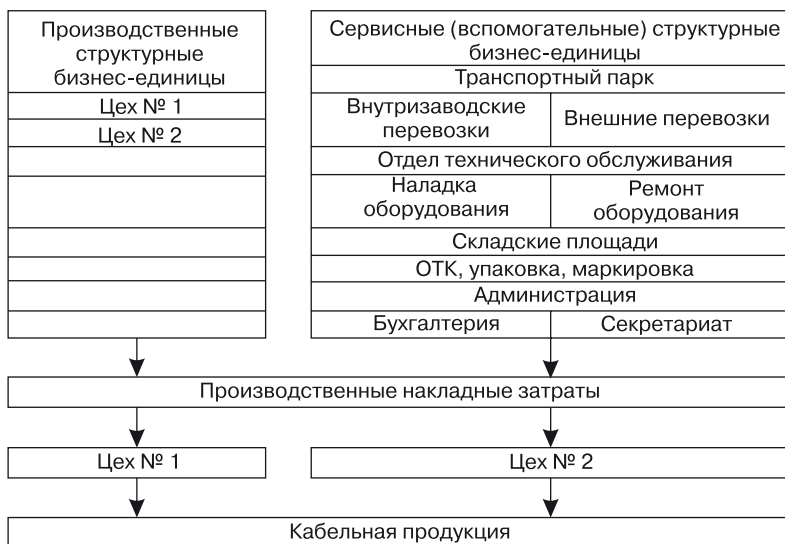 Производственные
структурные
бизнес-единицы
Цех № 1
Цех № 2
Сервисные (вспомогательные) структурные
бизнес-единицы
Транспортный парк
Внутризаводские
перевозки
Внешние перевозки
Отдел технического обслуживания
Наладка
оборудования
Ремонт
оборудования
Складские площади
ОТК, упаковка, маркировка
Администрация
Бухгалтерия
Секретариат
Производственные накладные затраты
Цех № 1
Цех № 2
Кабельная продукция